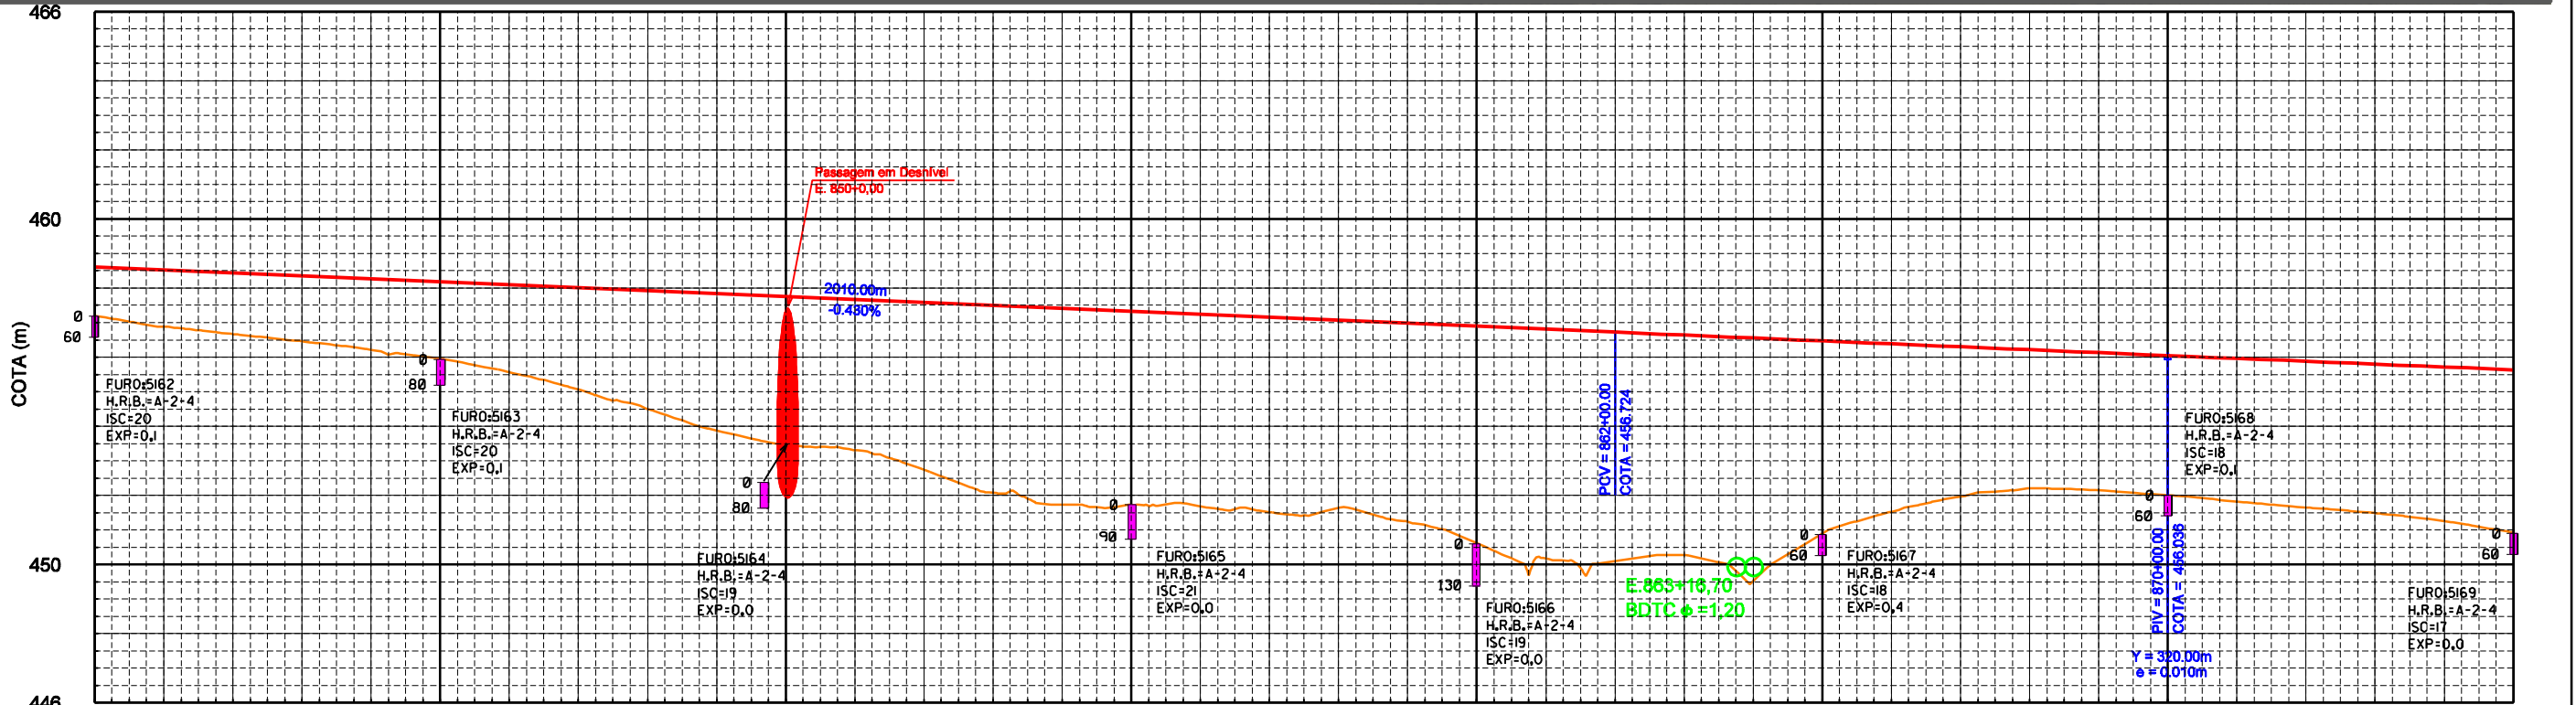 466
460
450
446
COTA (m)
Passagem em Desnível
E. 850+0,00
2010.00m
-0.430%
0
60
FURO:5162
H.R.B.=A-2-4
ISC=20
EXP=0,1
0
80
FURO:5163
H.R.B.=A-2-4
ISC=20
EXP=0,1
0
80
FURO:5164
H.R.B.=A-2-4
ISC=19
EXP=0,0
0
90
FURO:5165
H.R.B.=A-2-4
ISC=21
EXP=0,0
0
130
FURO:5166
H.R.B.=A-2-4
ISC=19
EXP=0,0
PCV = 862+00.00
COTA = 456.724
E.863+16,70
BDTC ϕ =1,20
0
60
FURO:5167
H.R.B.=A-2-4
ISC=18
EXP=0,4
FURO:5168
H.R.B.=A-2-4
ISC=18
EXP=0,1
0
60
PIV = 870+00.00
COTA = 456.036
Y = 320.00m
e = 0.010m
0
60
FURO:5169
H.R.B.=A-2-4
ISC=17
EXP=0,0